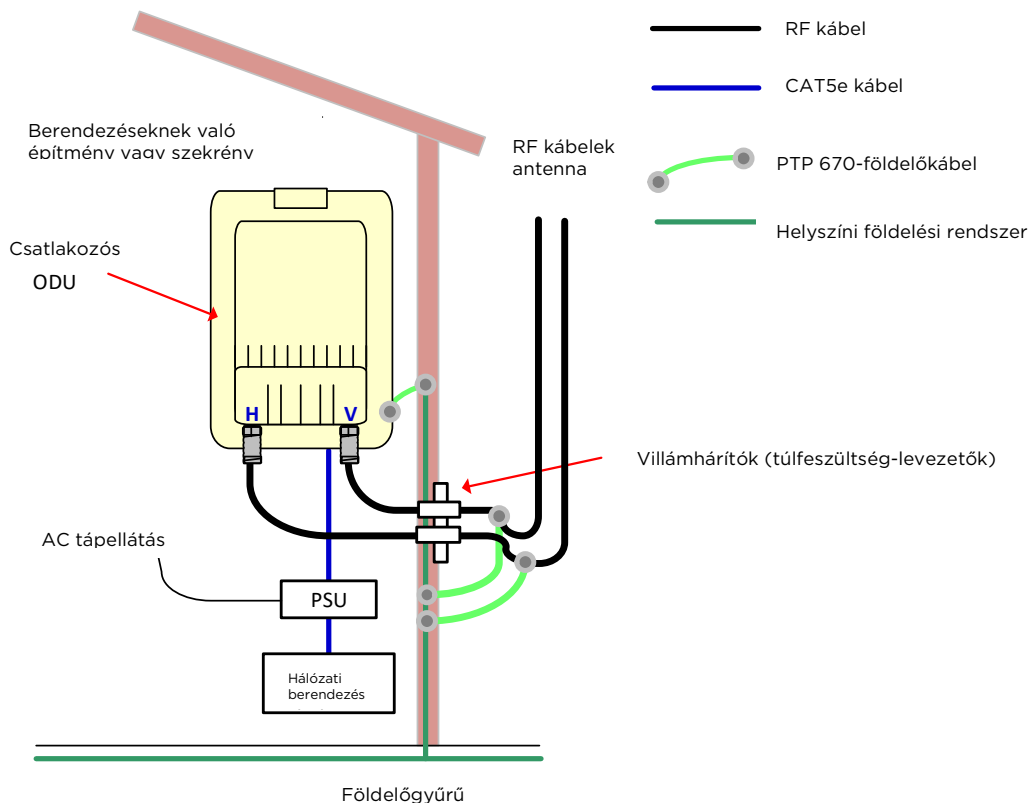 RF kábel
CAT5e kábel
Berendezéseknek való
építmény vagy szekrény
RF kábelek
antenna
PTP 670-földelőkábel
Helyszíni földelési rendszer
Csatlakozós
ODU
H
V
Villámhárítók (túlfeszültség-levezetők)
AC tápellátás
PSU
Hálózati
berendezés
Földelőgyűrű